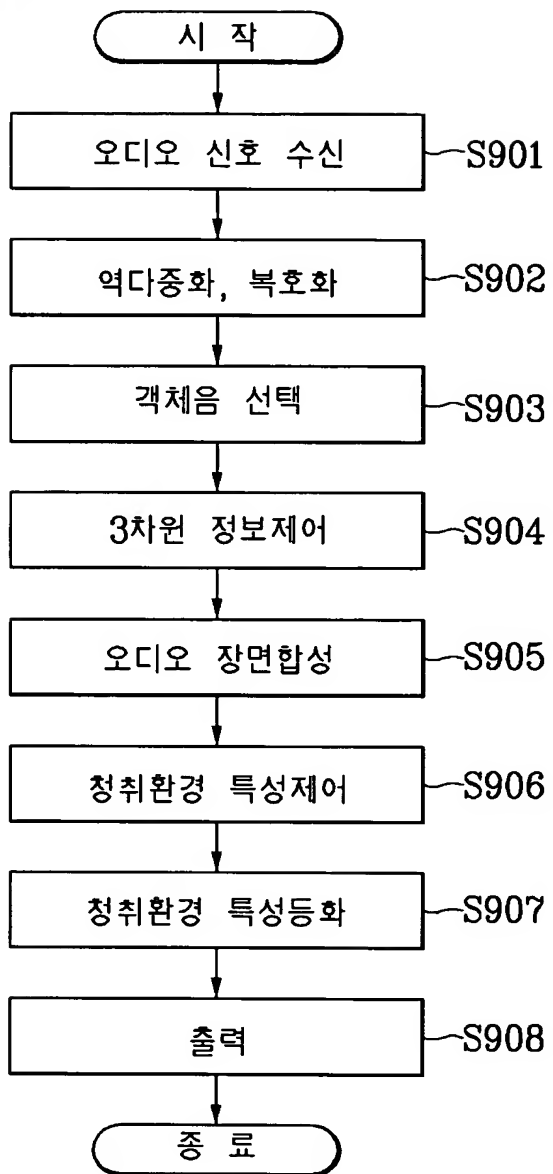 시 작
오디오 신호 수신 S901
역다중화, 복호화 S902
객체음 선택 S903
3차원 정보제어 S904
오디오 장면합성 S905
청취환경 특성제어 S906
청취환경 특성등화 S907
출력 S908
종 료